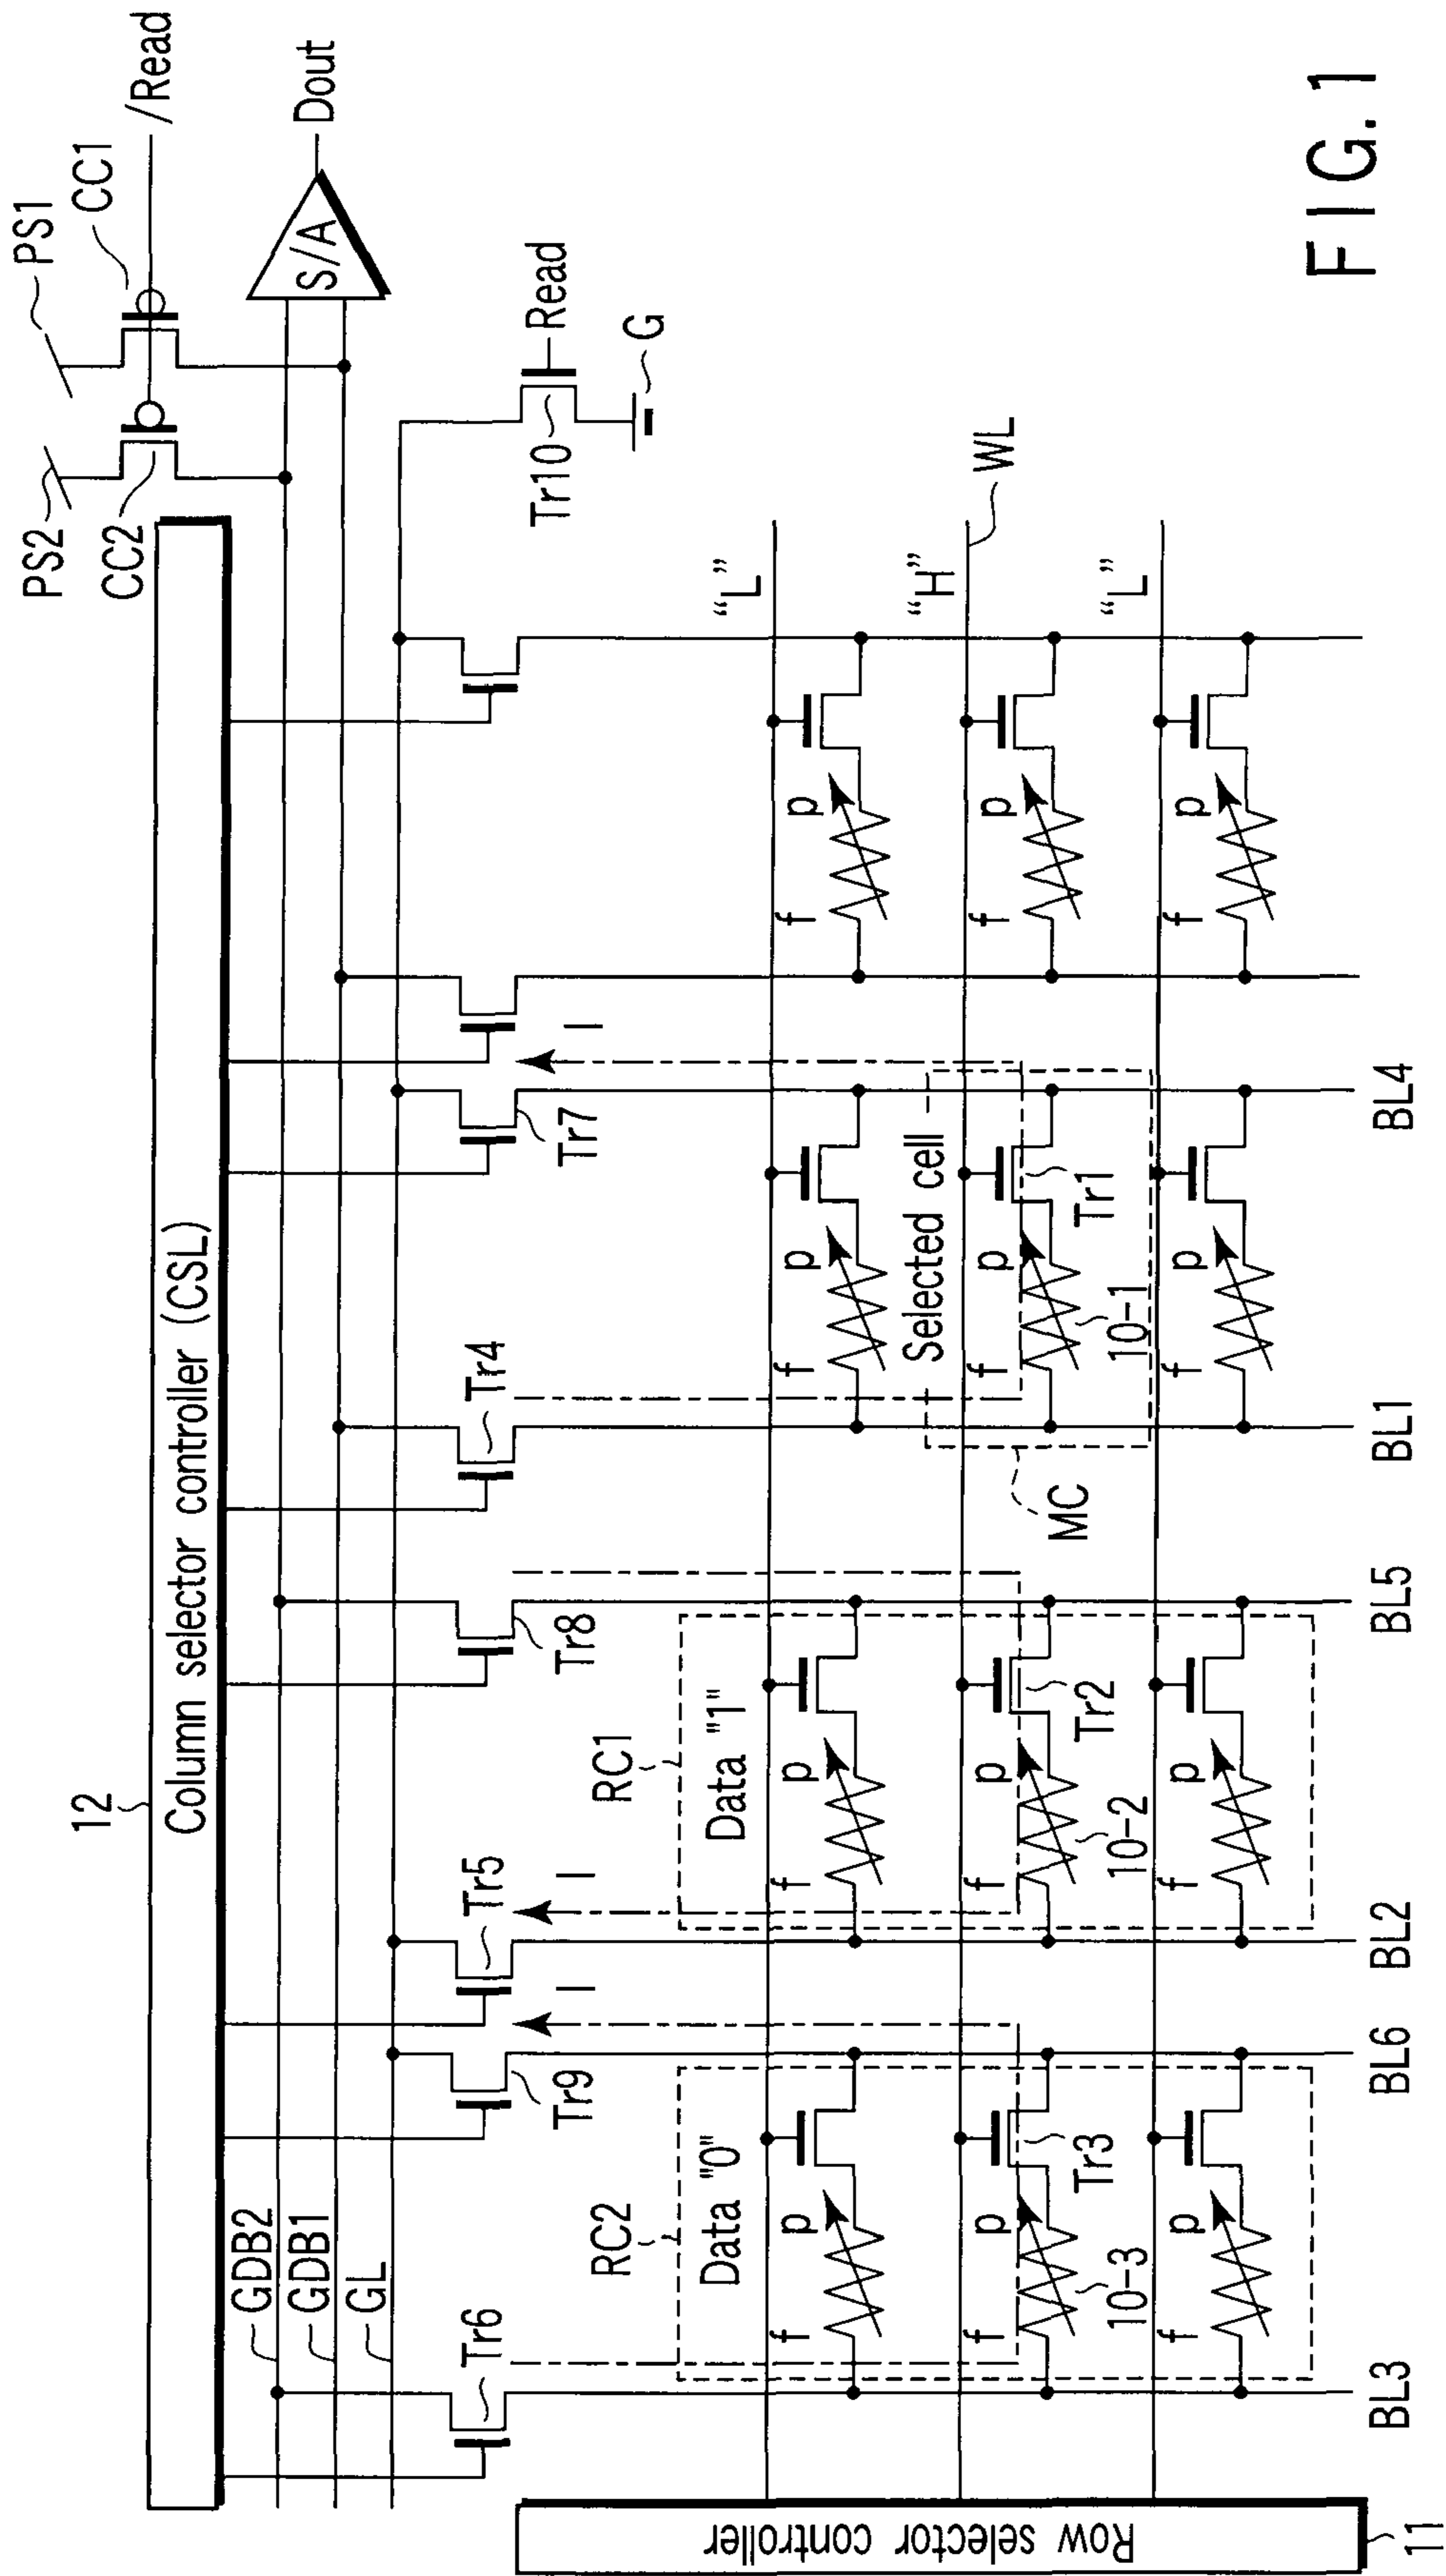 PS2
PS1
CC2
CC1
/Read
12
Column selector controller (CSL)
GDB2
GDB1
GL
S/A
Dout
Tr6
Tr9
I
Tr5
I
Tr8
Tr4
Tr7
I
Tr10
Read
G
RC2
Data "0"
RC1
Data "1"
"L"
f
p
f
p
f
p
f
p
Selected cell
"H"
WL
f
p
f
p
f
p
f
p
10-3
Tr3
10-2
Tr2
MC
10-1
Tr1
"L"
f
p
f
p
f
p
f
p
Row selector controller
11
BL3
BL6
BL2
BL5
BL1
BL4
FIG. 1